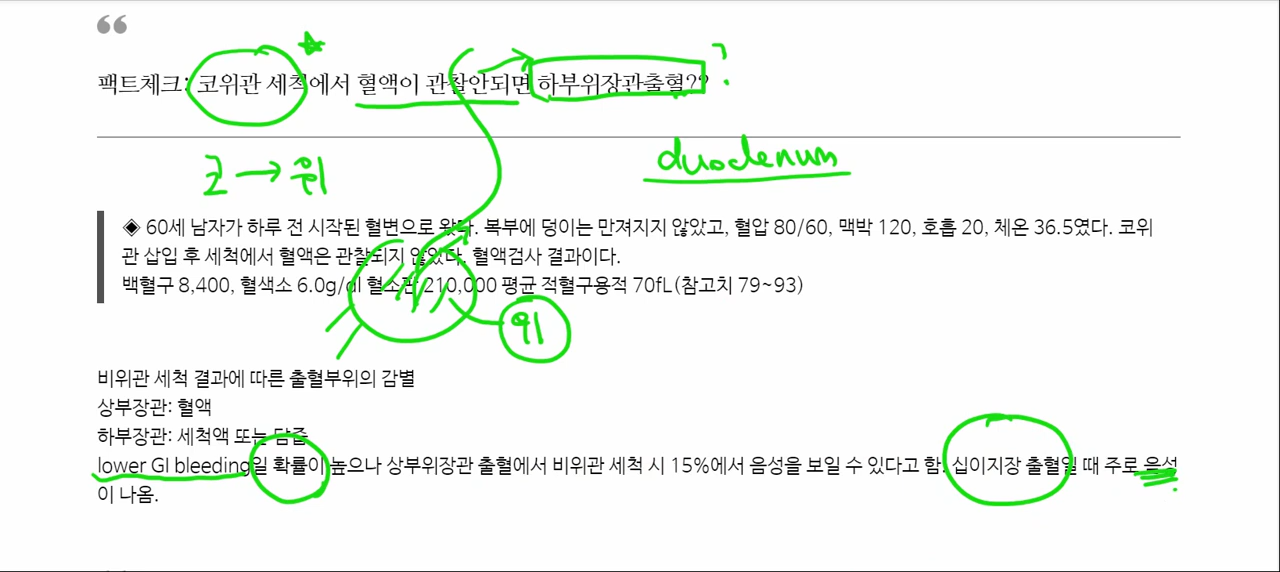 “
팩트체크: 코위관 세척에서 혈액이 관찰안되면 하부위장관출혈??
?
코 → 위
duodenum
◈ 60세 남자가 하루 전 시작된 혈변으로 왔다. 복부에 덩이는 만져지지 않았고, 혈압 80/60, 맥박 120, 호흡 20, 체온 36.5였다. 코위
관 삽입 후 세척에서 혈액은 관찰되지 않았다. 혈액검사 결과이다.
백혈구 8,400, 혈색소 6.0g/dl 혈소판 210,000 평균 적혈구용적 70fL(참고치 79~93)
위
비위관 세척 결과에 따른 출혈부위의 감별
상부장관: 혈액
하부장관: 세척액 또는 담즙
lower GI bleeding일 확률이 높으나 상부위장관 출혈에서 비위관 세척 시 15%에서 음성을 보일 수 있다고 함. 십이지장 출혈일 때 주로 음성
이 나옴.